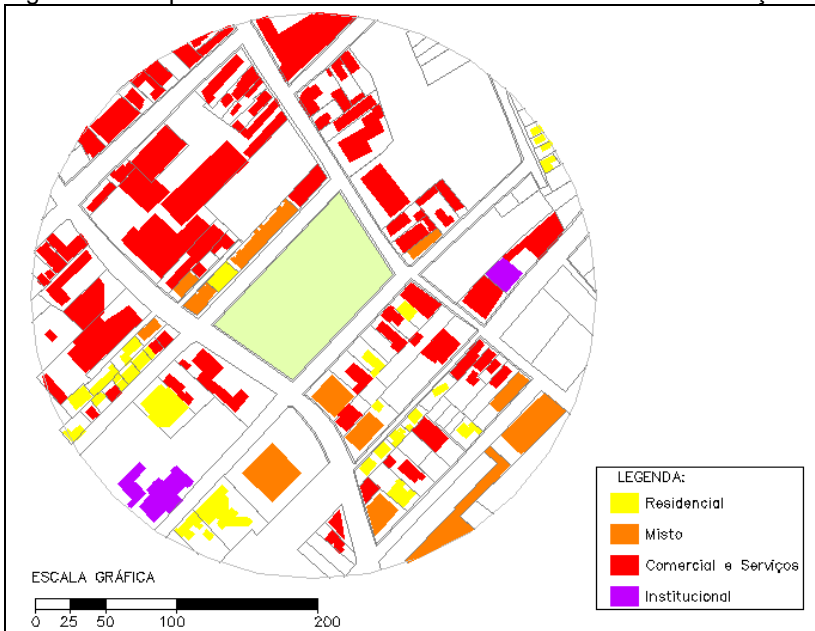 LEGENDA:
Residencial
Misto
Comercial e Serviços
Institucional
ESCALA GRÁFICA
0 25 50 100 200